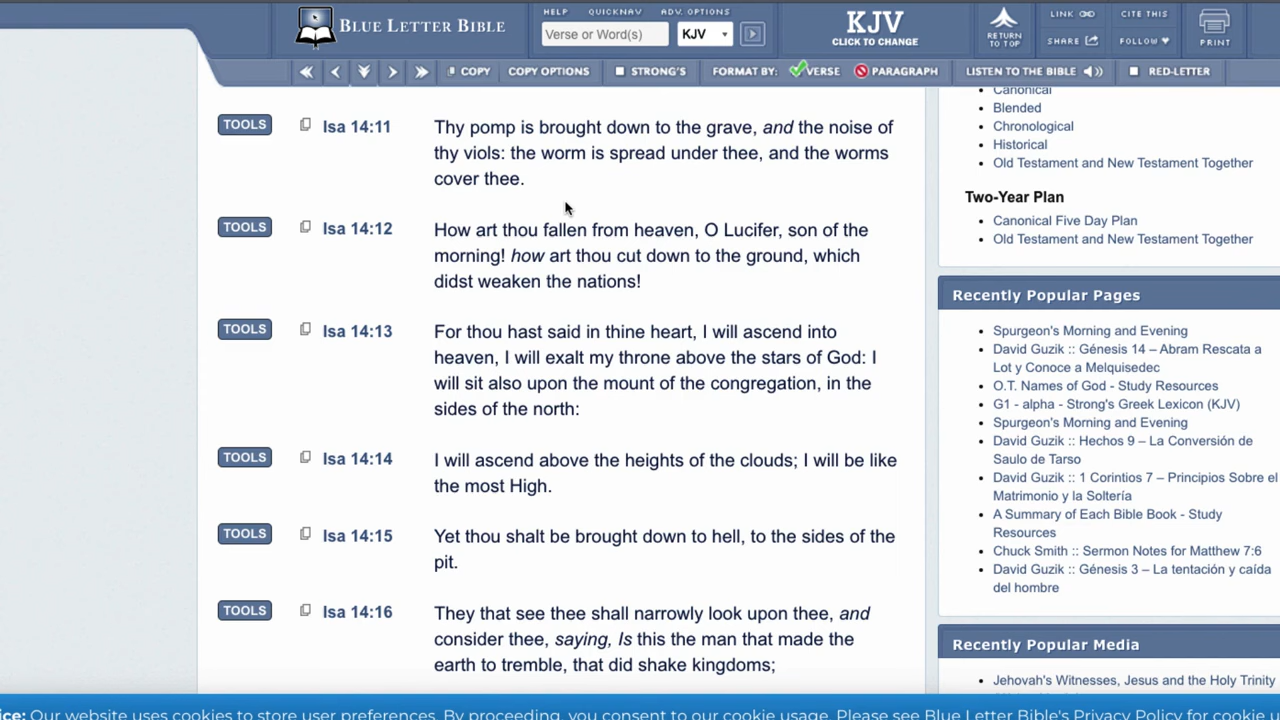 BLUE LETTER BIBLE
HELP QUICKNAV ADV. OPTIONS
Verse or Word(s) KJV
KJV
CLICK TO CHANGE
RETURN
TO TOP
LINK CITE THIS
SHARE FOLLOW
PRINT
COPY COPY OPTIONS STRONG'S FORMAT BY: VERSE PARAGRAPH LISTEN TO THE BIBLE RED-LETTER
TOOLS Isa 14:11 Thy pomp is brought down to the grave, and the noise of
thy viols: the worm is spread under thee, and the worms
cover thee.
TOOLS Isa 14:12 How art thou fallen from heaven, O Lucifer, son of the
morning! how art thou cut down to the ground, which
didst weaken the nations!
TOOLS Isa 14:13 For thou hast said in thine heart, I will ascend into
heaven, I will exalt my throne above the stars of God: I
will sit also upon the mount of the congregation, in the
sides of the north:
TOOLS Isa 14:14 I will ascend above the heights of the clouds; I will be like
the most High.
TOOLS Isa 14:15 Yet thou shalt be brought down to hell, to the sides of the
pit.
TOOLS Isa 14:16 They that see thee shall narrowly look upon thee, and
consider thee, saying, Is this the man that made the
earth to tremble, that did shake kingdoms;
Canonical
Blended
Chronological
Historical
Old Testament and New Testament Together
Two-Year Plan
Canonical Five Day Plan
Old Testament and New Testament Together
Recently Popular Pages
Spurgeon's Morning and Evening
David Guzik :: Génesis 14 – Abram Rescata a
Lot y Conoce a Melquisedec
O.T. Names of God - Study Resources
G1 - alpha - Strong's Greek Lexicon (KJV)
Spurgeon's Morning and Evening
David Guzik :: Hechos 9 – La Conversión de
Saulo de Tarso
David Guzik :: 1 Corintios 7 – Principios Sobre el
Matrimonio y la Soltería
A Summary of Each Bible Book - Study
Resources
Chuck Smith :: Sermon Notes for Matthew 7:6
David Guzik :: Génesis 3 – La tentación y caída
del hombre
Recently Popular Media
Jehovah's Witnesses, Jesus and the Holy Trinity
ice: Our website uses cookies to store user preferences. By proceeding, you consent to our cookie usage. Please see Blue Letter Bible's Privacy Policy for cookie u